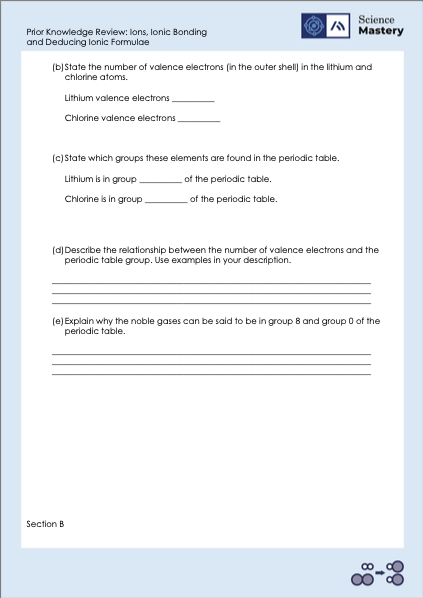 Prior Knowledge Review: Ions, Ionic Bonding
and Deducing Ionic Formulae
Science
Mastery
(b) State the number of valence electrons (in the outer shell) in the lithium and
chlorine atoms.
Lithium valence electrons __________
Chlorine valence electrons __________
(c) State which groups these elements are found in the periodic table.
Lithium is in group __________ of the periodic table.
Chlorine is in group __________ of the periodic table.
(d) Describe the relationship between the number of valence electrons and the
periodic table group. Use examples in your description.
(e) Explain why the noble gases can be said to be in group 8 and group 0 of the
periodic table.
Section B